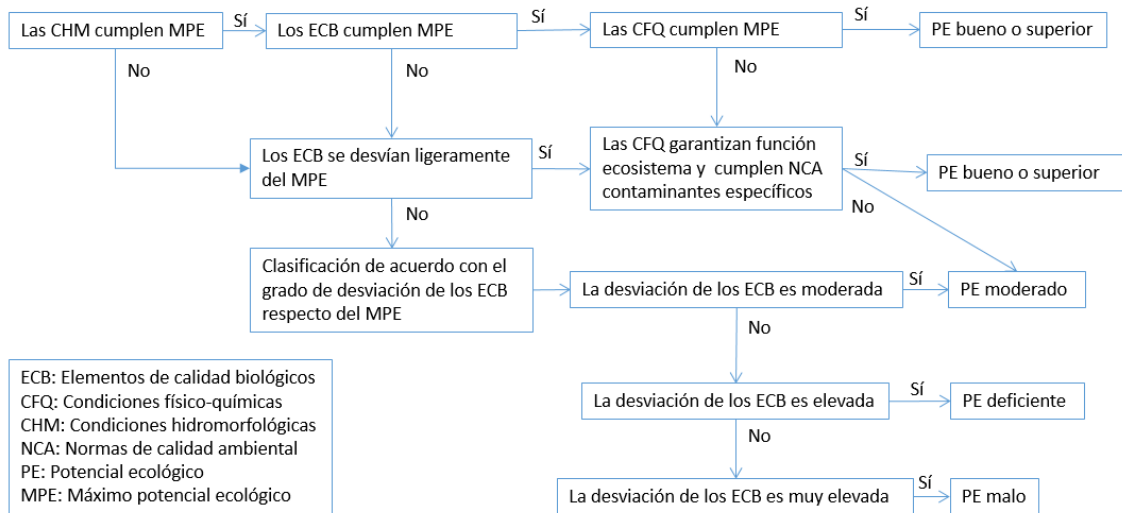 Las CHM cumplen MPE
Sí
Los ECB cumplen MPE
Sí
Las CFQ cumplen MPE
Sí
PE bueno o superior
No
No
No
Los ECB se desvían ligeramente
del MPE
Sí
Las CFQ garantizan función
ecosistema y cumplen NCA
contaminantes específicos
Sí
PE bueno o superior
No
No
Clasificación de acuerdo con el
grado de desviación de los ECB
respecto del MPE
La desviación de los ECB es moderada
Sí
PE moderado
No
ECB: Elementos de calidad biológicos
CFQ: Condiciones físico-químicas
CHM: Condiciones hidromorfológicas
NCA: Normas de calidad ambiental
PE: Potencial ecológico
MPE: Máximo potencial ecológico
La desviación de los ECB es elevada
Sí
PE deficiente
No
La desviación de los ECB es muy elevada
Sí
PE malo